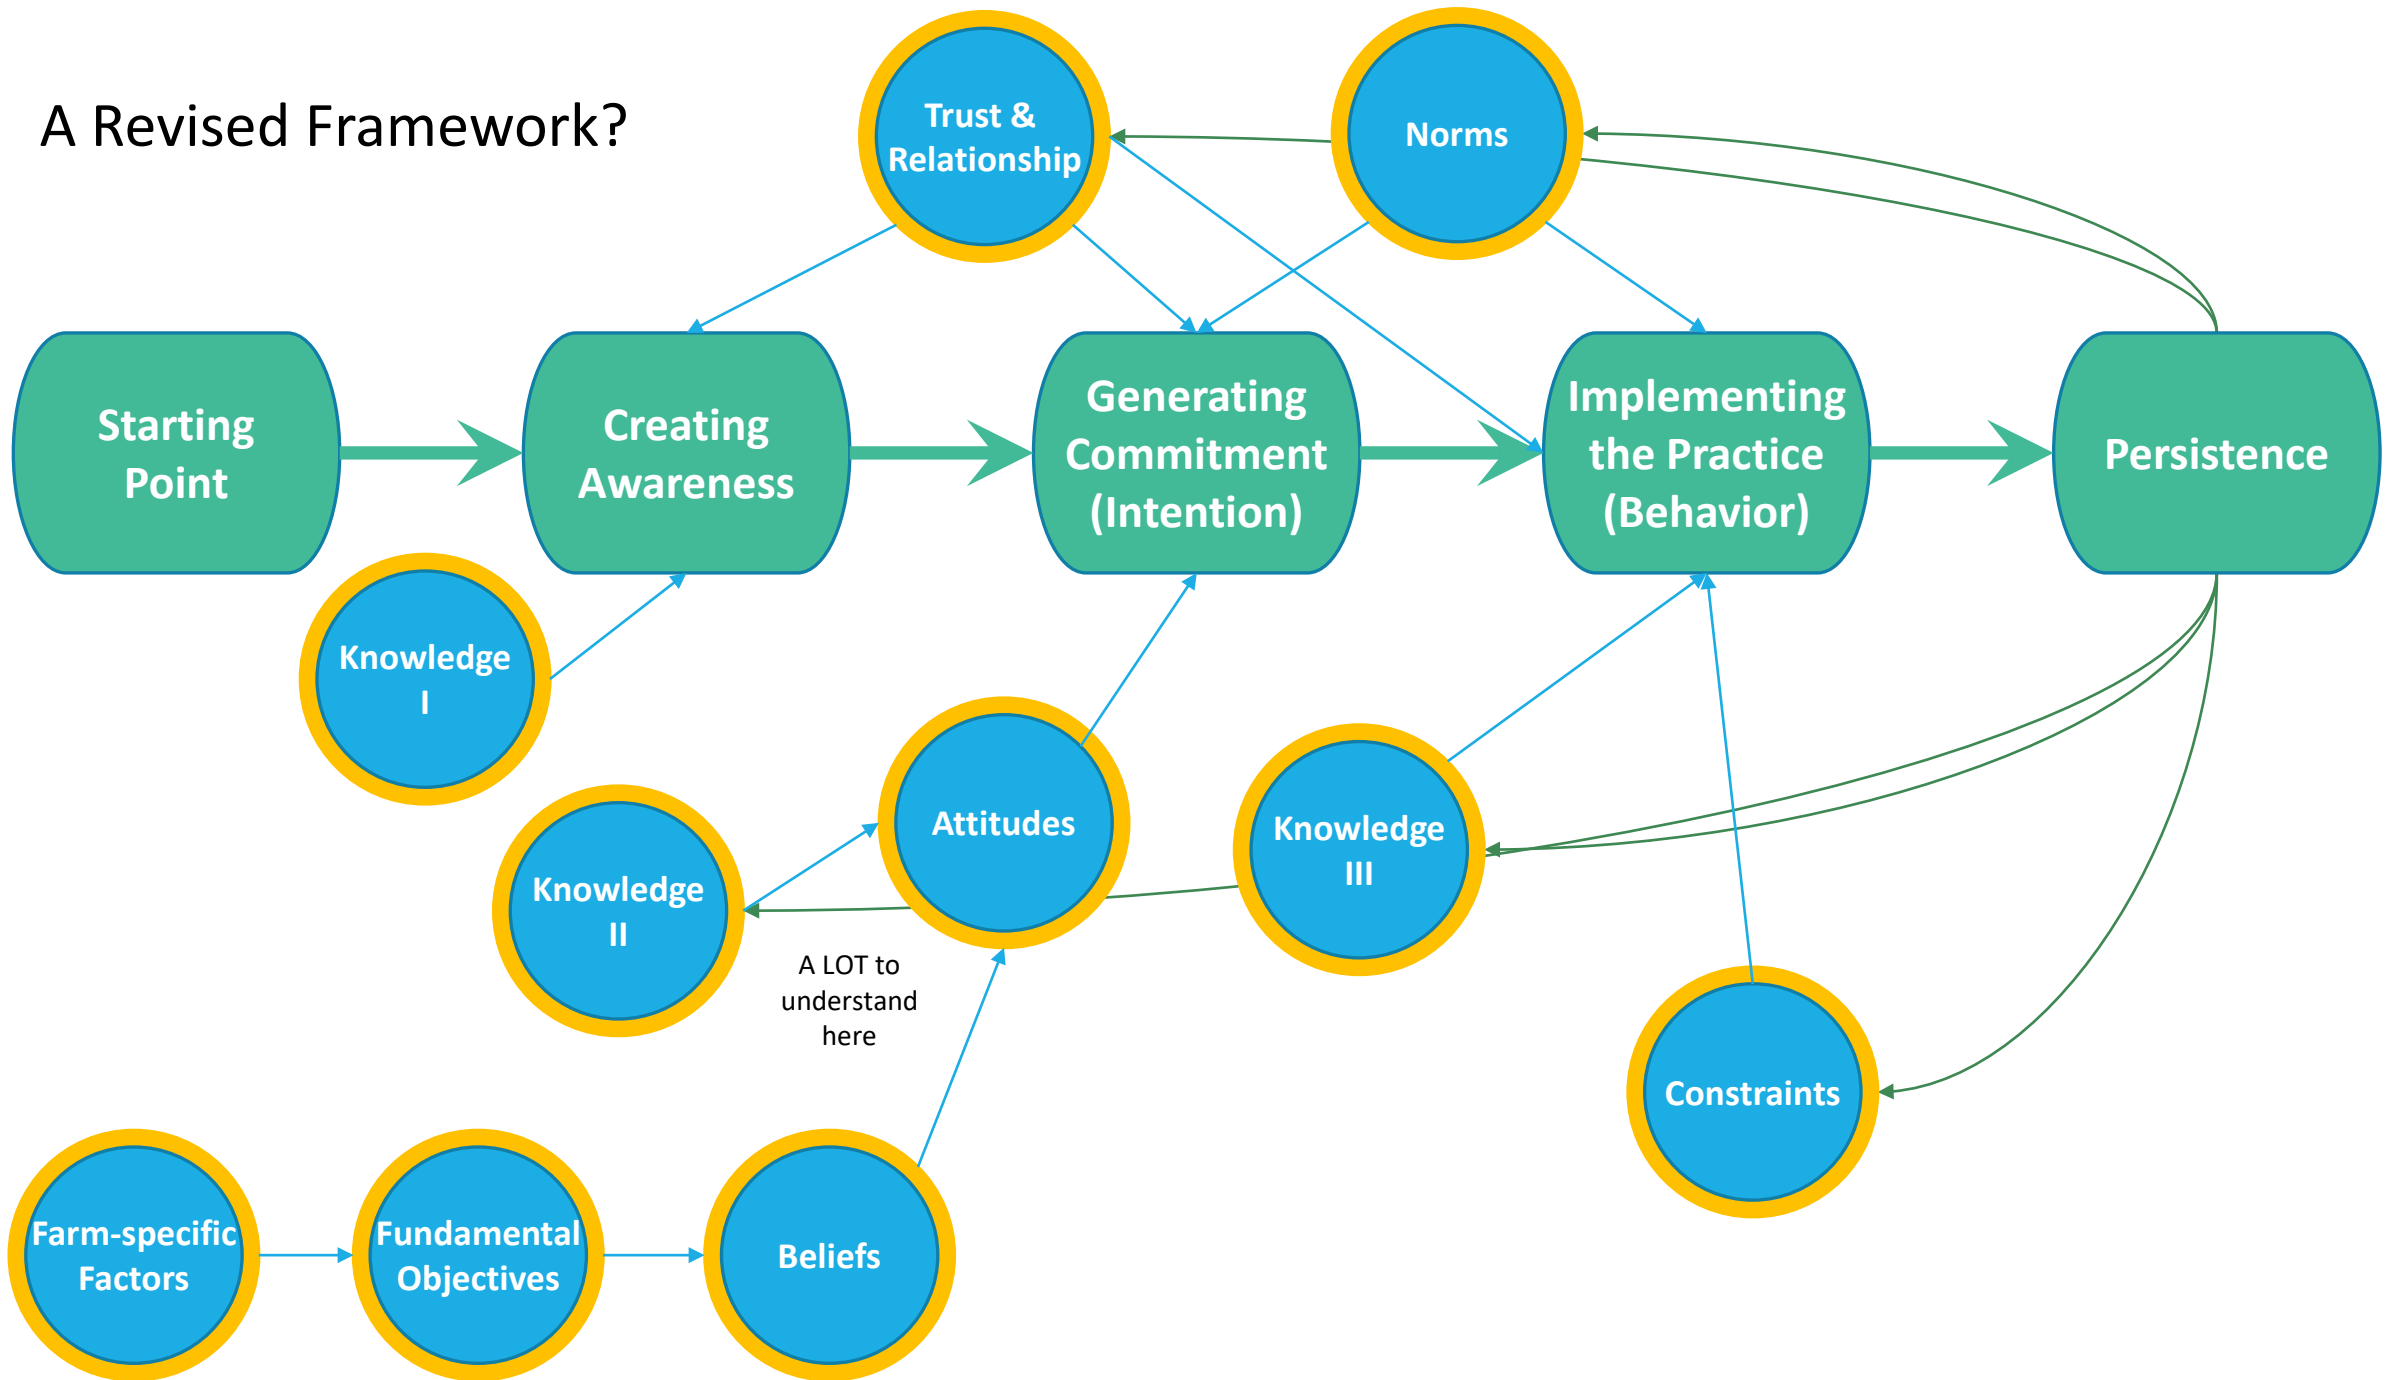 A Revised Framework?
Trust &
Relationship
Norms
Starting
Point
Creating
Awareness
Generating
Commitment
(Intention)
Implementing
the Practice
(Behavior)
Persistence
Knowledge
I
Knowledge
II
Attitudes
Knowledge
III
A LOT to
understand
here
Constraints
Farm-specific
Factors
Fundamental
Objectives
Beliefs